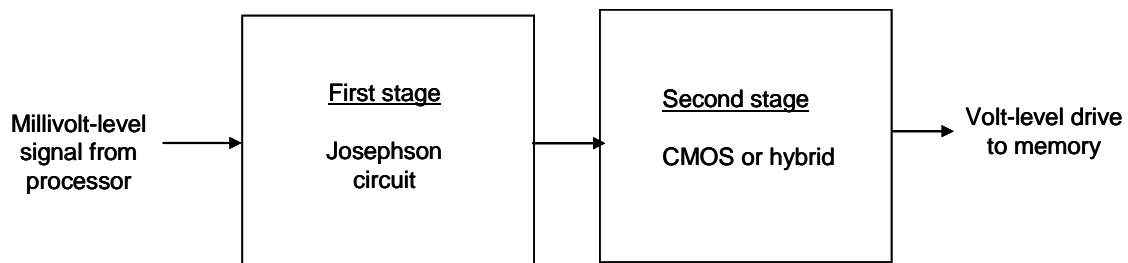 Millivolt-level
signal from
processor
First stage
Josephson
circuit
Second stage
CMOS or hybrid
Volt-level drive
to memory